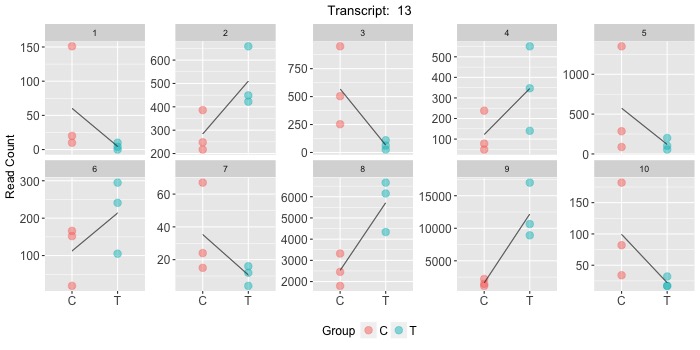 Transcript: 13
1 2 3 4 5
150 100 50 0
600 500 400 300 200
750 500 250 0
500 400 300 200 100
1000 500 0
Read Count
6 7 8 9 10
300 200 100
60 40 20
6000 5000 4000 3000 2000
15000 10000 5000
150 100 50
C T C T C T C T C T
Group C T